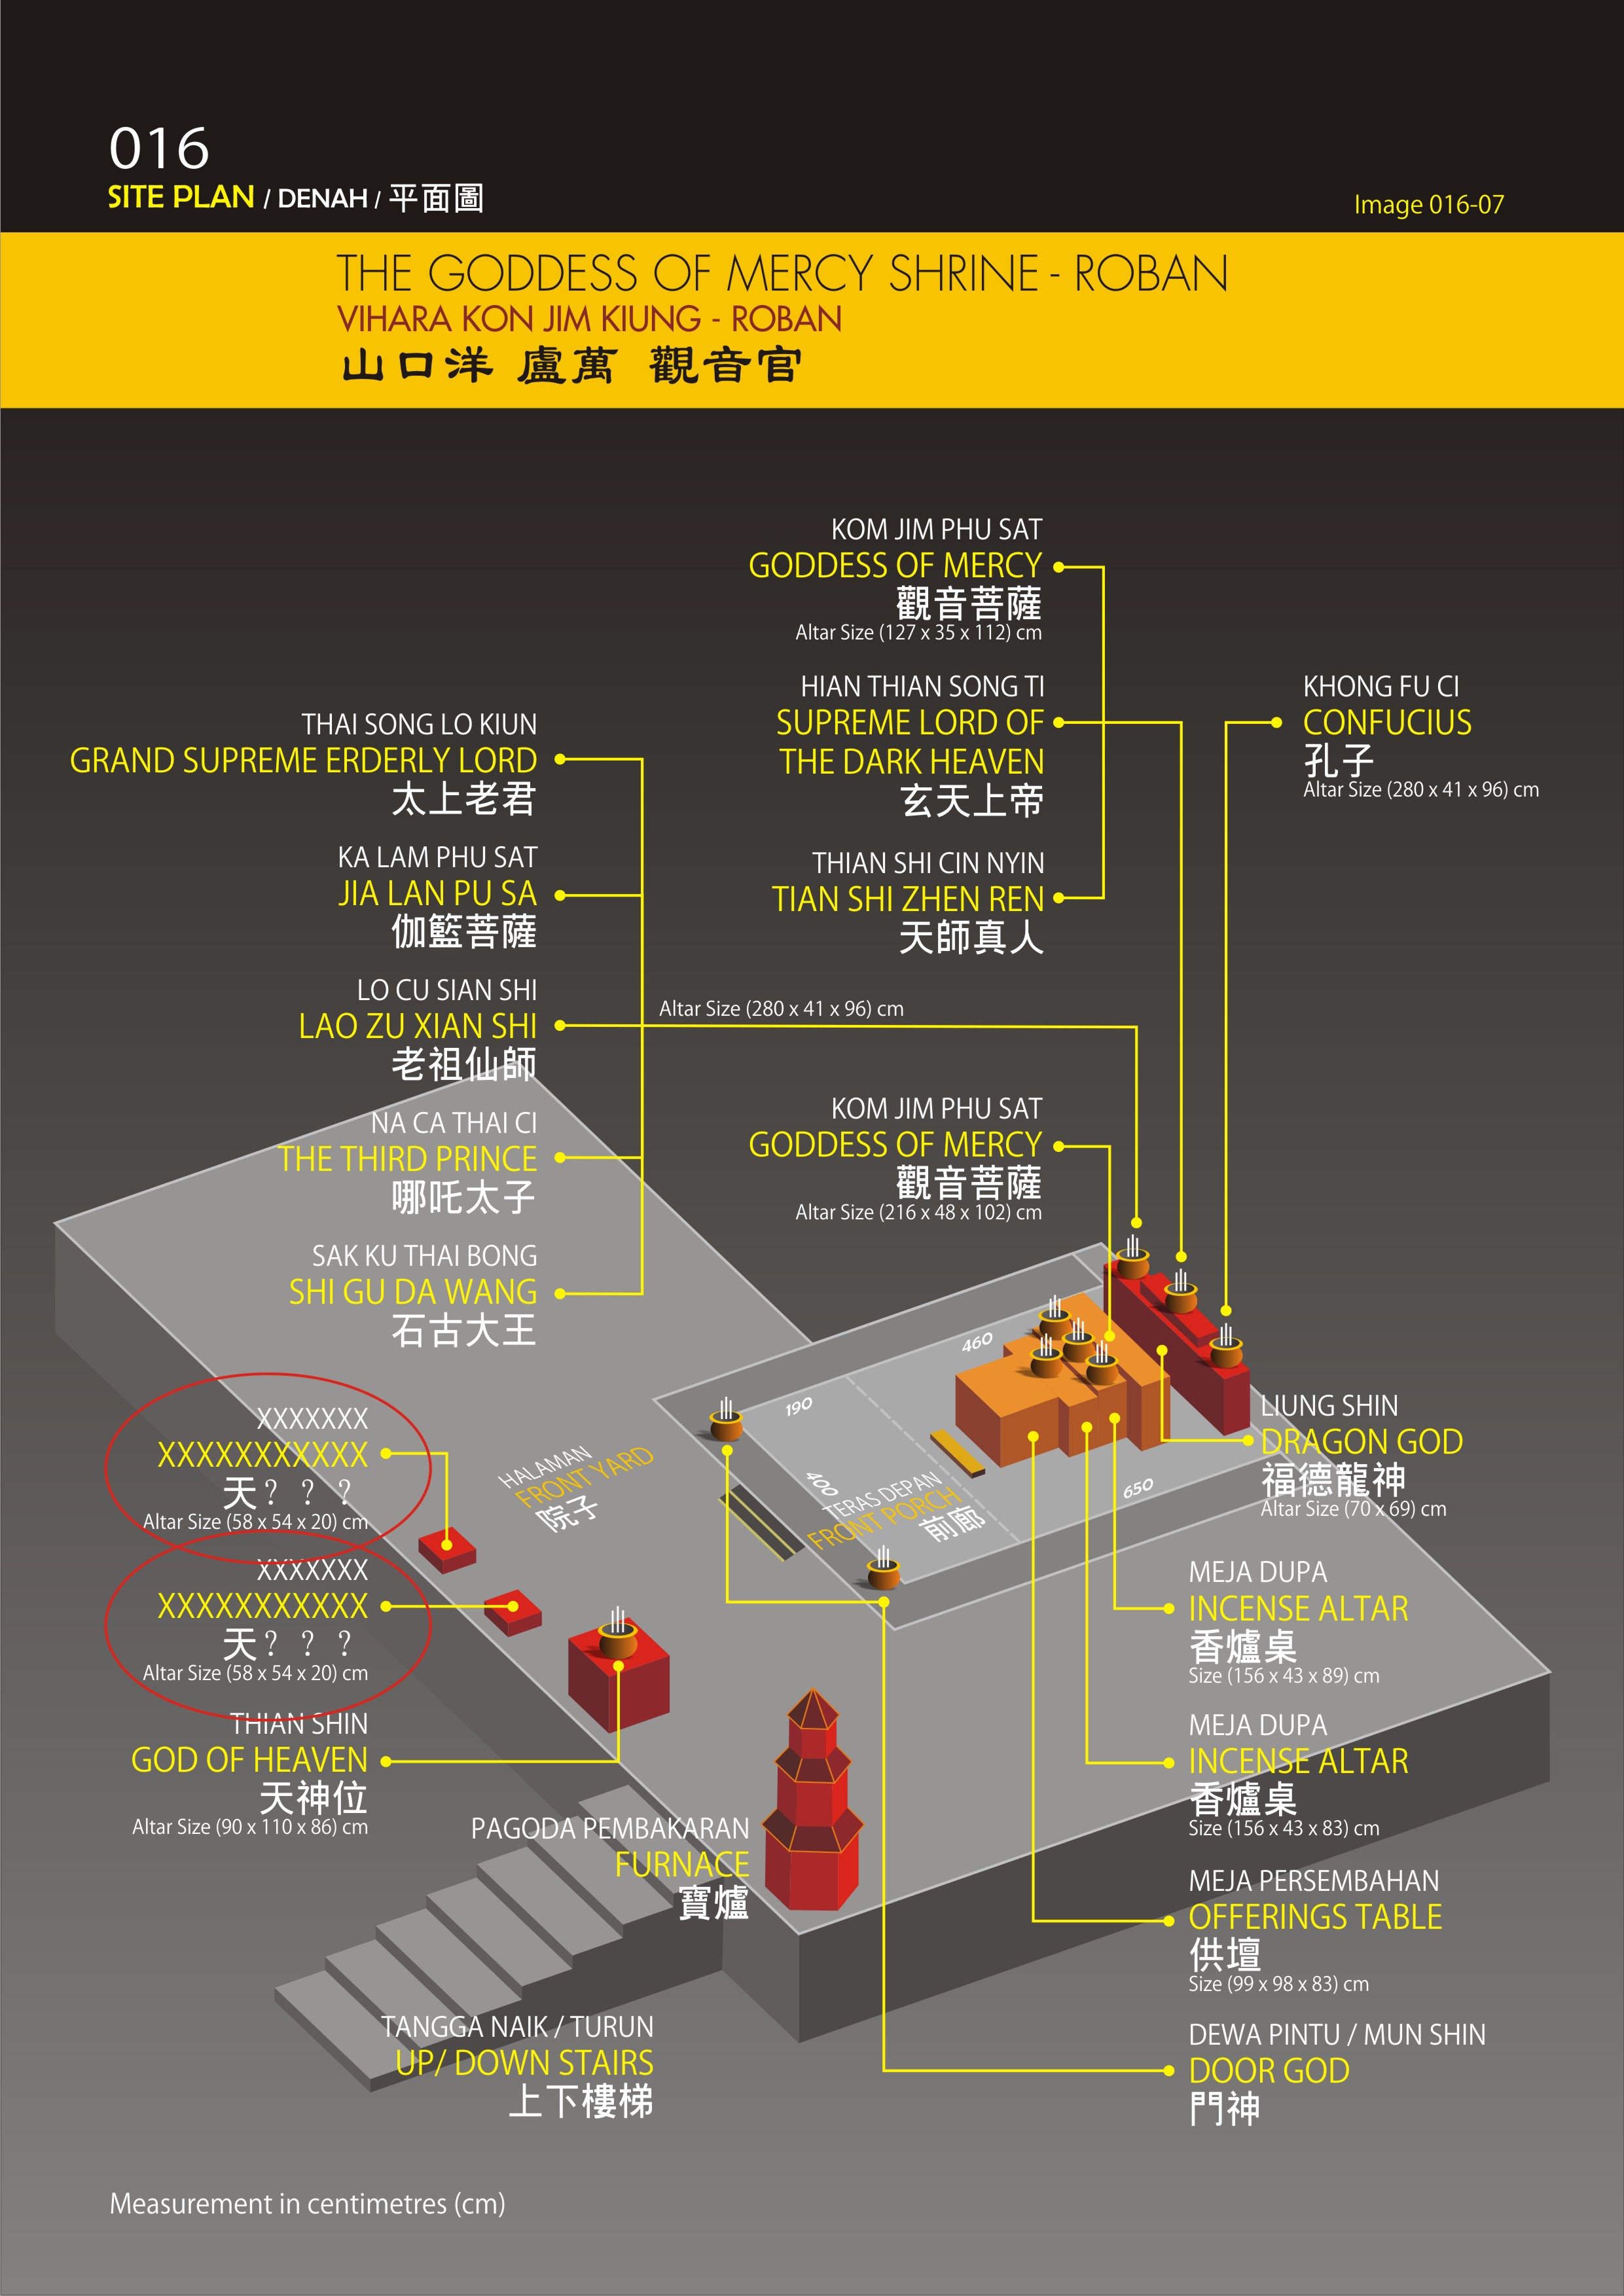 016
SITE PLAN / DENAH / 平面圖
Image 016-07
THE GODDESS OF MERCY SHRINE - ROBAN
VIHARA KON JIM KIUNG - ROBAN
山口洋 盧萬 觀音官
KOM JIM PHU SAT
GODDESS OF MERCY
觀音菩薩
Altar Size (127 x 35 x 112) cm
HIAN THIAN SONG TI
SUPREME LORD OF
THE DARK HEAVEN
玄天上帝
THIAN SHI CIN NYIN
TIAN SHI ZHEN REN
天師真人
KHONG FU CI
CONFUCIUS
孔子
Altar Size (280 x 41 x 96) cm
THAI SONG LO KIUN
GRAND SUPREME ERDERLY LORD
太上老君
KA LAM PHU SAT
JIA LAN PU SA
伽籃菩薩
LO CU SIAN SHI
LAO ZU XIAN SHI
老祖仙師
Altar Size (280 x 41 x 96) cm
NA CA THAI CI
THE THIRD PRINCE
哪吒太子
SAK KU THAI BONG
SHI GU DA WANG
石古大王
KOM JIM PHU SAT
GODDESS OF MERCY
觀音菩薩
Altar Size (216 x 48 x 102) cm
460
190
400
650
HALAMAN
FRONT YARD
院子
TERAS DEPAN
FRONT PORCH
前廊
XXXXXXX
XXXXXXXXXXX
天? ? ?
Altar Size (58 x 54 x 20) cm
XXXXXXX
XXXXXXXXXXX
天? ? ?
Altar Size (58 x 54 x 20) cm
THIAN SHIN
GOD OF HEAVEN
天神位
Altar Size (90 x 110 x 86) cm
PAGODA PEMBAKARAN
FURNACE
寶爐
TANGGA NAIK / TURUN
UP/ DOWN STAIRS
上下樓梯
LIUNG SHIN
DRAGON GOD
福德龍神
Altar Size (70 x 69) cm
MEJA DUPA
INCENSE ALTAR
香爐桌
Size (156 x 43 x 89) cm
MEJA DUPA
INCENSE ALTAR
香爐桌
Size (156 x 43 x 83) cm
MEJA PERSEMBAHAN
OFFERINGS TABLE
供壇
Size (99 x 98 x 83) cm
DEWA PINTU / MUN SHIN
DOOR GOD
門神
Measurement in centimetres (cm)